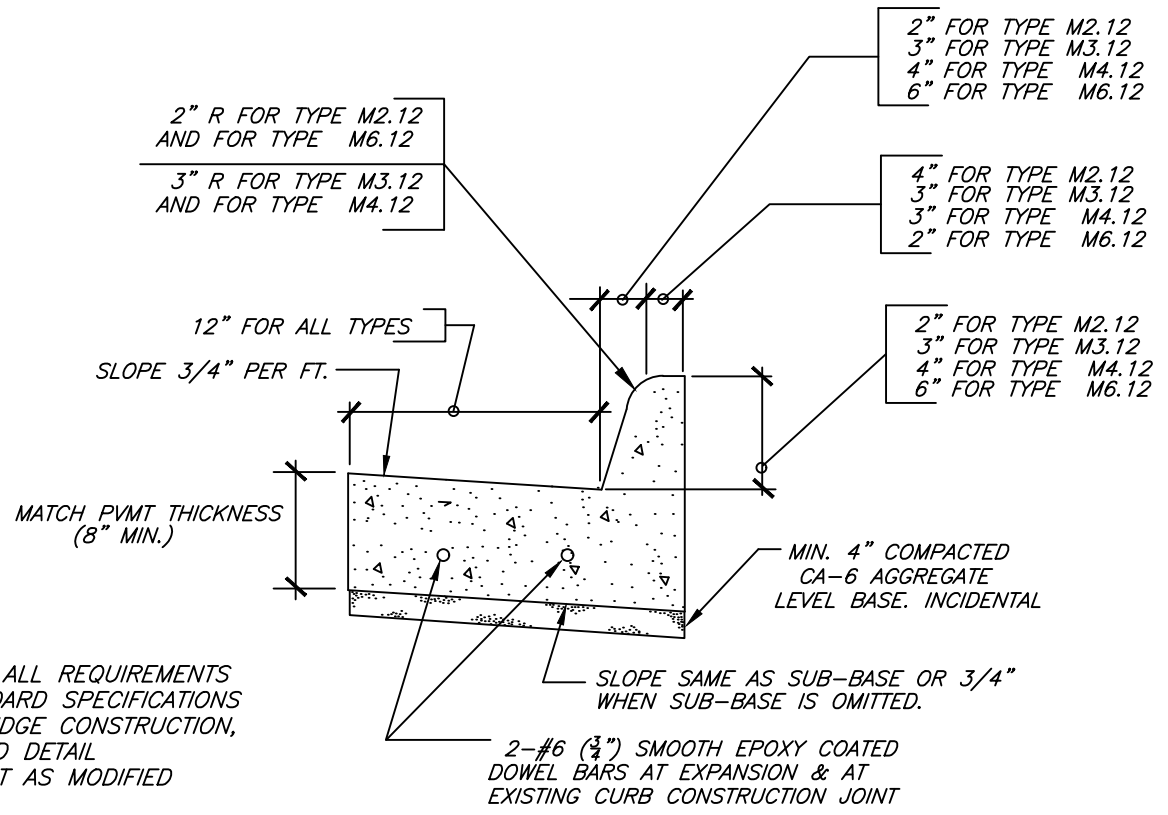 2" FOR TYPE M2.12
3" FOR TYPE M3.12
4" FOR TYPE M4.12
6" FOR TYPE M6.12
2" R FOR TYPE M2.12
AND FOR TYPE M6.12
3" R FOR TYPE M3.12
AND FOR TYPE M4.12
4" FOR TYPE M2.12
3" FOR TYPE M3.12
3" FOR TYPE M4.12
2" FOR TYPE M6.12
12" FOR ALL TYPES
SLOPE 3/4" PER FT.
2" FOR TYPE M2.12
3" FOR TYPE M3.12
4" FOR TYPE M4.12
6" FOR TYPE M6.12
MATCH PVMT THICKNESS
(8" MIN.)
MIN. 4" COMPACTED
CA-6 AGGREGATE
LEVEL BASE. INCIDENTAL
ALL REQUIREMENTS
DARD SPECIFICATIONS
DGE CONSTRUCTION,
D DETAIL
T AS MODIFIED
SLOPE SAME AS SUB-BASE OR 3/4"
WHEN SUB-BASE IS OMITTED.
2-#6 (3/4") SMOOTH EPOXY COATED
DOWEL BARS AT EXPANSION & AT
EXISTING CURB CONSTRUCTION JOINT